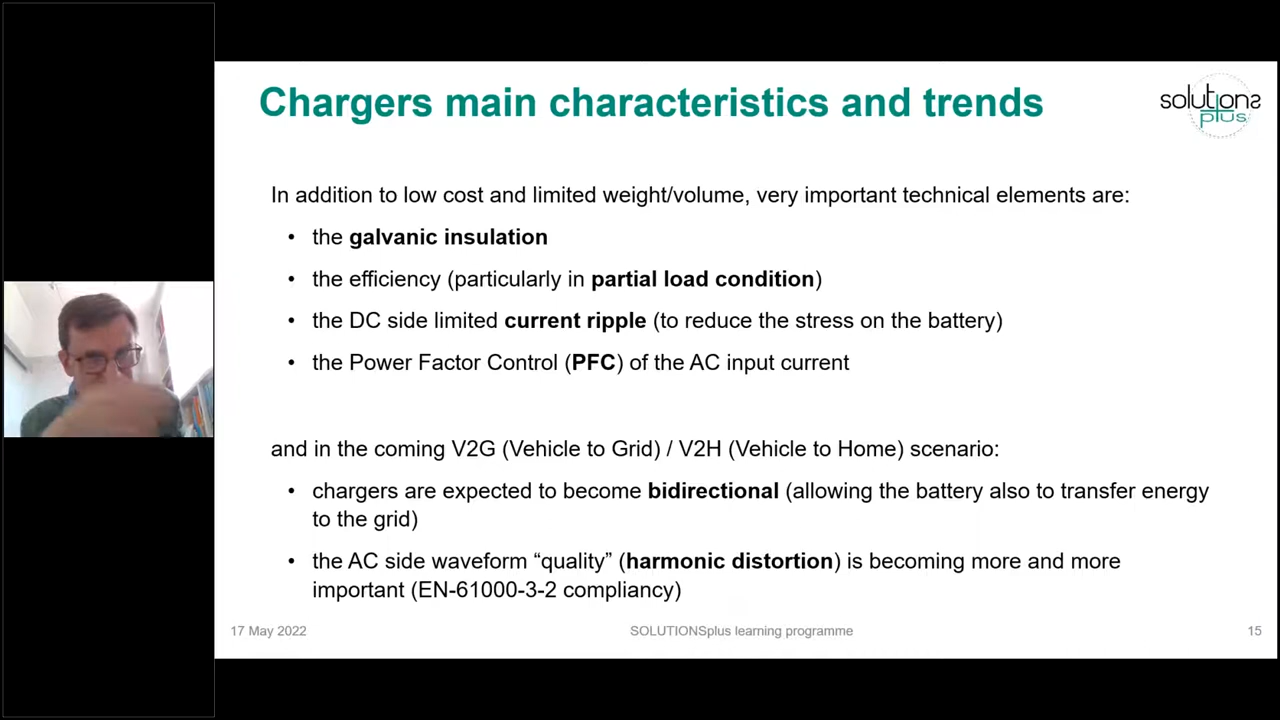 Chargers main characteristics and trends
solutions
plus
In addition to low cost and limited weight/volume, very important technical elements are:
• the galvanic insulation
• the efficiency (particularly in partial load condition)
• the DC side limited current ripple (to reduce the stress on the battery)
• the Power Factor Control (PFC) of the AC input current
and in the coming V2G (Vehicle to Grid) / V2H (Vehicle to Home) scenario:
• chargers are expected to become bidirectional (allowing the battery also to transfer energy
to the grid)
• the AC side waveform “quality” (harmonic distortion) is becoming more and more
important (EN-61000-3-2 compliancy)
17 May 2022
SOLUTIONSplus learning programme
15